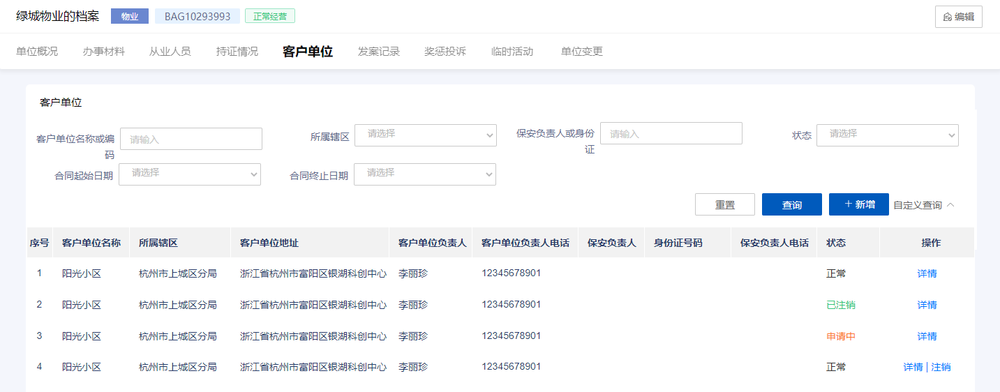 绿城物业的档案 物业 BAG10293993 正常经营 编辑
单位概况 办事材料 从业人员 持证情况 客户单位 发案记录 奖惩投诉 临时活动 单位变更
客户单位
客户单位名称或编码 请输入 所属辖区 请选择 保安负责人或身份证 请输入 状态 请选择
合同起始日期 请选择 合同终止日期 请选择
重置 查询 + 新增 自定义查询
序号 客户单位名称 所属辖区 客户单位地址 客户单位负责人 客户单位负责人电话 保安负责人 身份证号码 保安负责人电话 状态 操作
1 阳光小区 杭州市上城区分局 浙江省杭州市富阳区银湖科创中心 李丽珍 12345678901 正常 详情
2 阳光小区 杭州市上城区分局 浙江省杭州市富阳区银湖科创中心 李丽珍 12345678901 已注销 详情
3 阳光小区 杭州市上城区分局 浙江省杭州市富阳区银湖科创中心 李丽珍 12345678901 申请中 详情
4 阳光小区 杭州市上城区分局 浙江省杭州市富阳区银湖科创中心 李丽珍 12345678901 正常 详情 | 注销